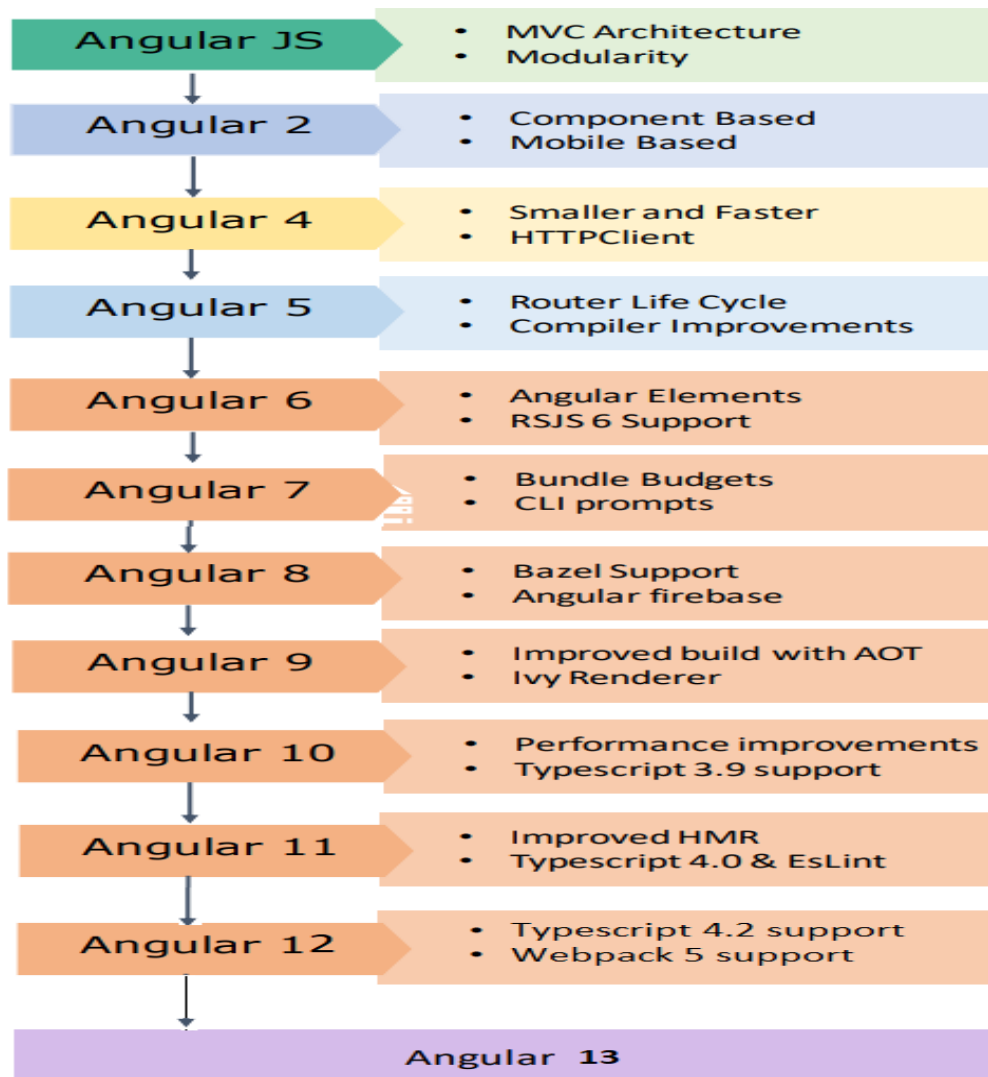 Angular JS
• MVC Architecture
• Modularity
Angular 2
• Component Based
• Mobile Based
Angular 4
• Smaller and Faster
• HTTPClient
Angular 5
• Router Life Cycle
• Compiler Improvements
Angular 6
• Angular Elements
• RSJS 6 Support
Angular 7
• Bundle Budgets
• CLI prompts
Angular 8
• Bazel Support
• Angular firebase
Angular 9
• Improved build with AOT
• Ivy Renderer
Angular 10
• Performance improvements
• Typescript 3.9 support
Angular 11
• Improved HMR
• Typescript 4.0 & EsLint
Angular 12
• Typescript 4.2 support
• Webpack 5 support
Angular 13